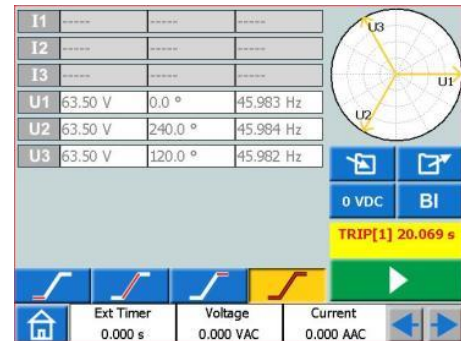 I1 ----- ----- -----
I2 ----- ----- -----
I3 ----- ----- -----
U1 63.50 V 0.0 ° 45.983 Hz
U2 63.50 V 240.0 ° 45.984 Hz
U3 63.50 V 120.0 ° 45.982 Hz
U3
U1
U2
0 VDC BI
TRIP[1] 20.069 s
Ext Timer Voltage Current
0.000 s 0.000 VAC 0.000 AAC